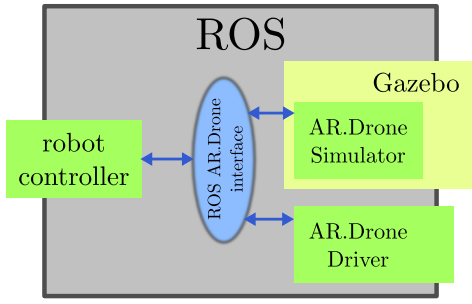 ROS
Gazebo
robot
controller
ROS AR.Drone
interface
AR.Drone
Simulator
AR.Drone
Driver